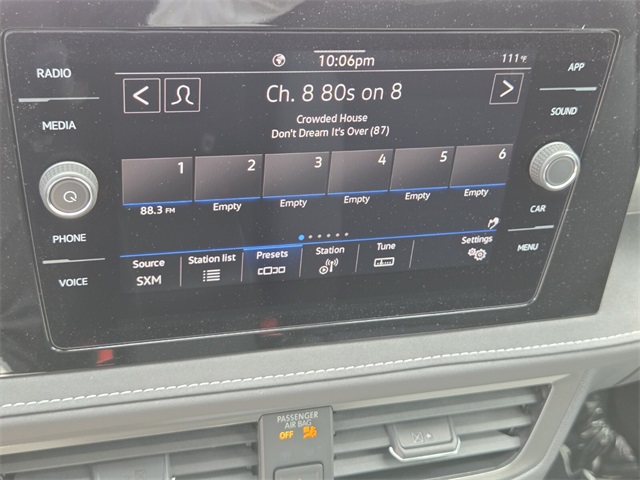 10:06pm
111°F
RADIO
MEDIA
PHONE
VOICE
APP
SOUND
CAR
MENU
< Ch. 8 80s on 8 >
Crowded House
Don't Dream It's Over (87)
1 2 3 4 5 6
88.3 FM Empty Empty Empty Empty Empty
Source Station list Presets Station Tune Settings
SXM
PASSENGER
AIR BAG
OFF